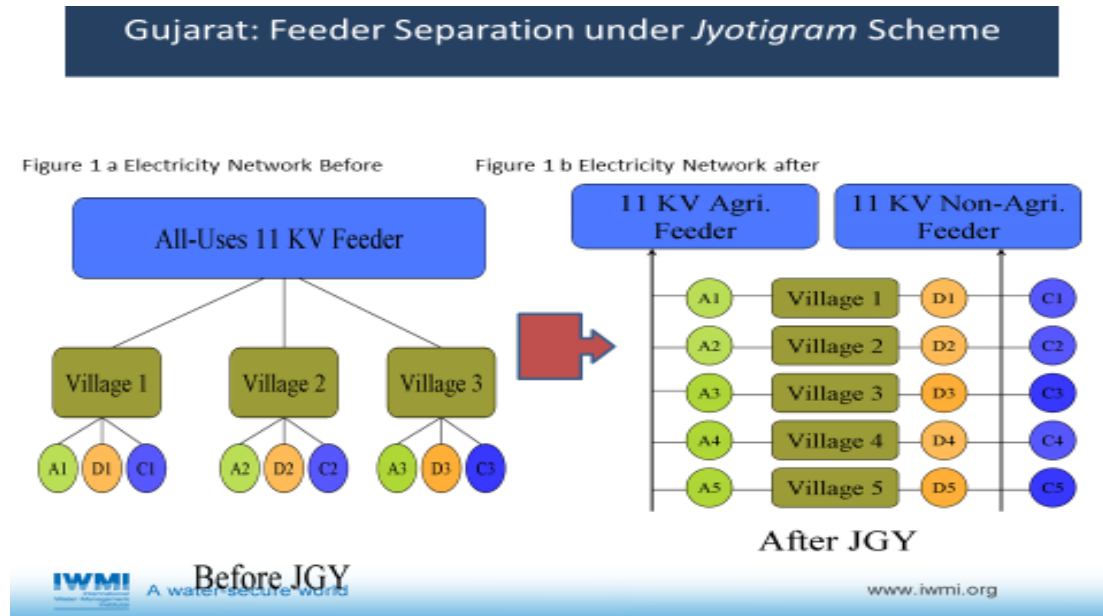 Gujarat: Feeder Separation under Jyotigram Scheme
Figure 1 a Electricity Network Before
Figure 1 b Electricity Network after
All-Uses 11 KV Feeder
Village 1
Village 2
Village 3
A1 D1 C1
A2 D2 C2
A3 D3 C3
Before JGY
11 KV Agri.
Feeder
11 KV Non-Agri.
Feeder
A1 Village 1 D1 C1
A2 Village 2 D2 C2
A3 Village 3 D3 C3
A4 Village 4 D4 C4
A5 Village 5 D5 C5
After JGY
IWMI
International
Water Management
Institute
A water-secure world
www.iwmi.org